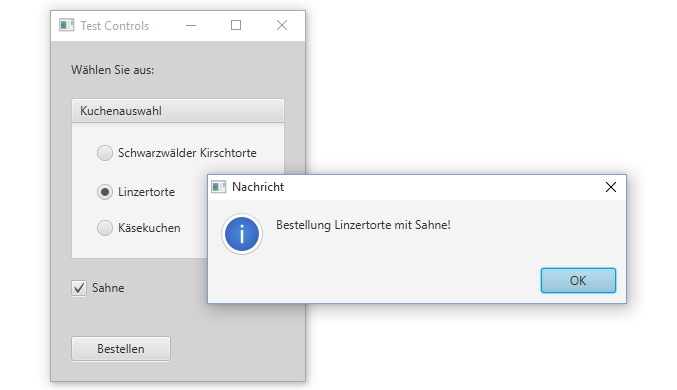 Test Controls
Wählen Sie aus:
Kuchenauswahl
Schwarzwälder Kirschtorte
Linzertorte
Käsekuchen
Sahne
Bestellen
Nachricht
i
Bestellung Linzertorte mit Sahne!
OK